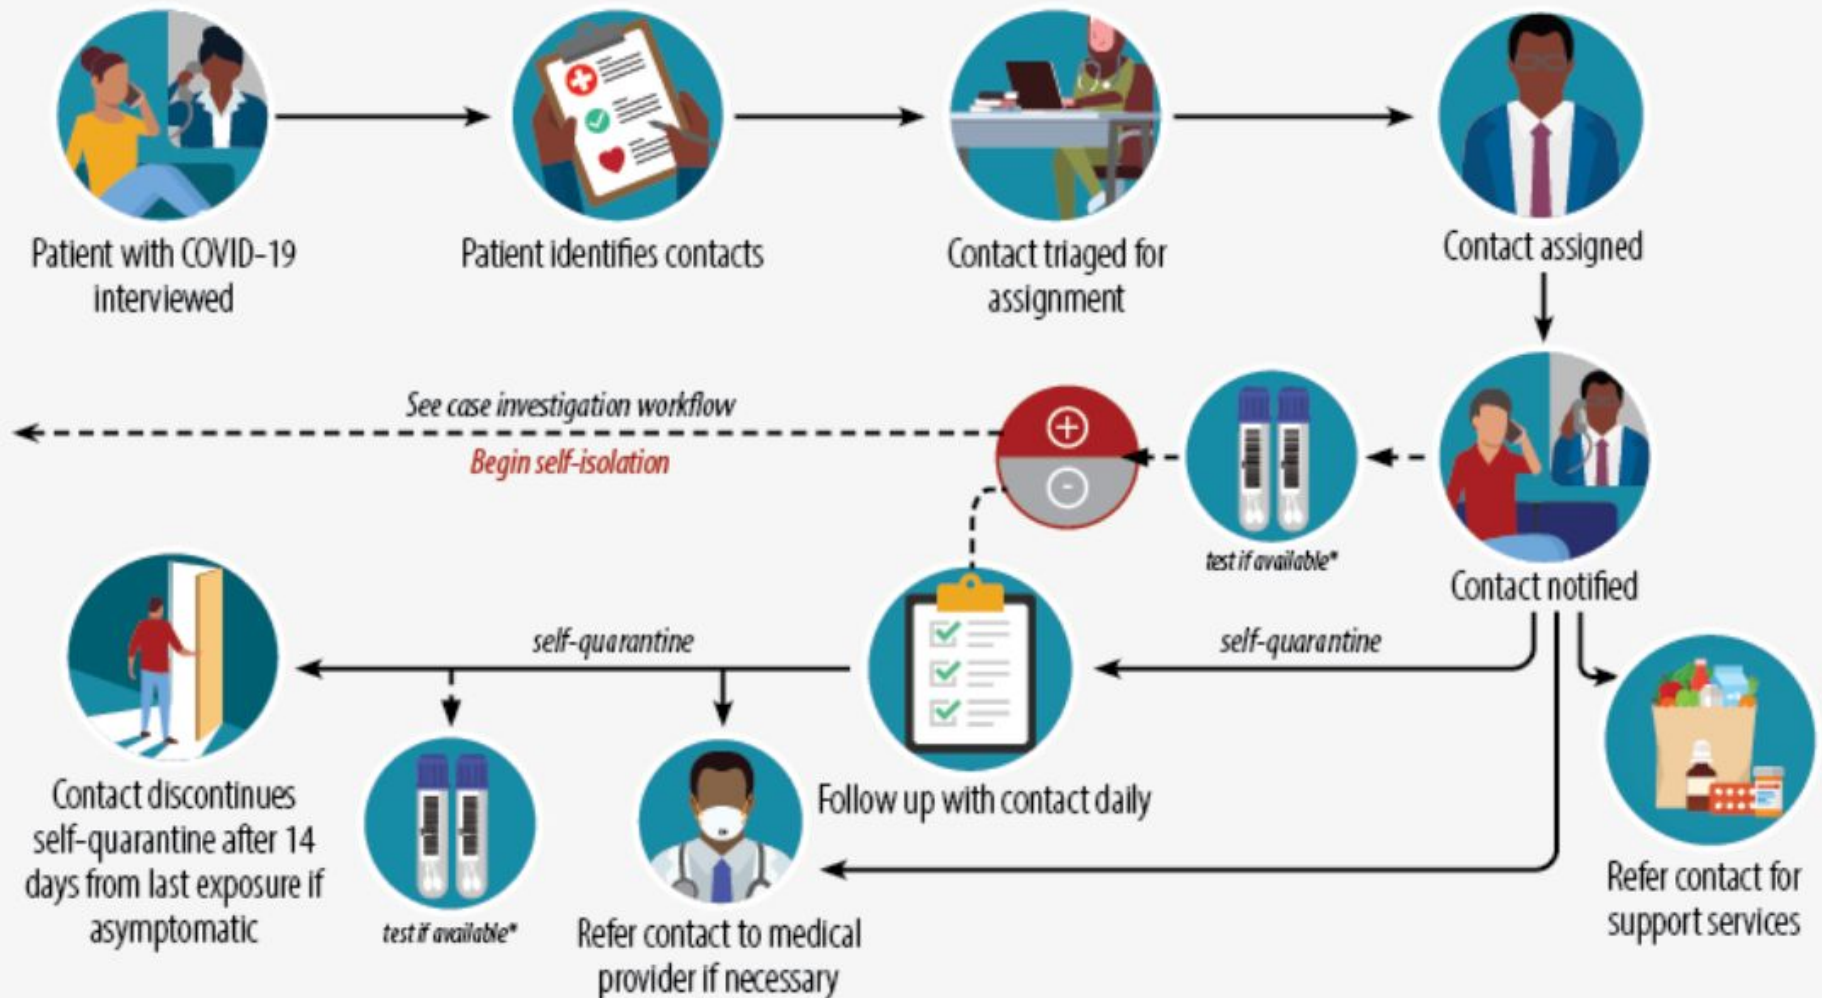 Patient with COVID-19
interviewed
Patient identifies contacts
Contact triaged for
assignment
Contact assigned
See case investigation workflow
Begin self-isolation
+
-
test if available*
Contact notified
self-quarantine
self-quarantine
Contact discontinues
self-quarantine after 14
days from last exposure if
asymptomatic
test if available*
Refer contact to medical
provider if necessary
Follow up with contact daily
Refer contact for
support services